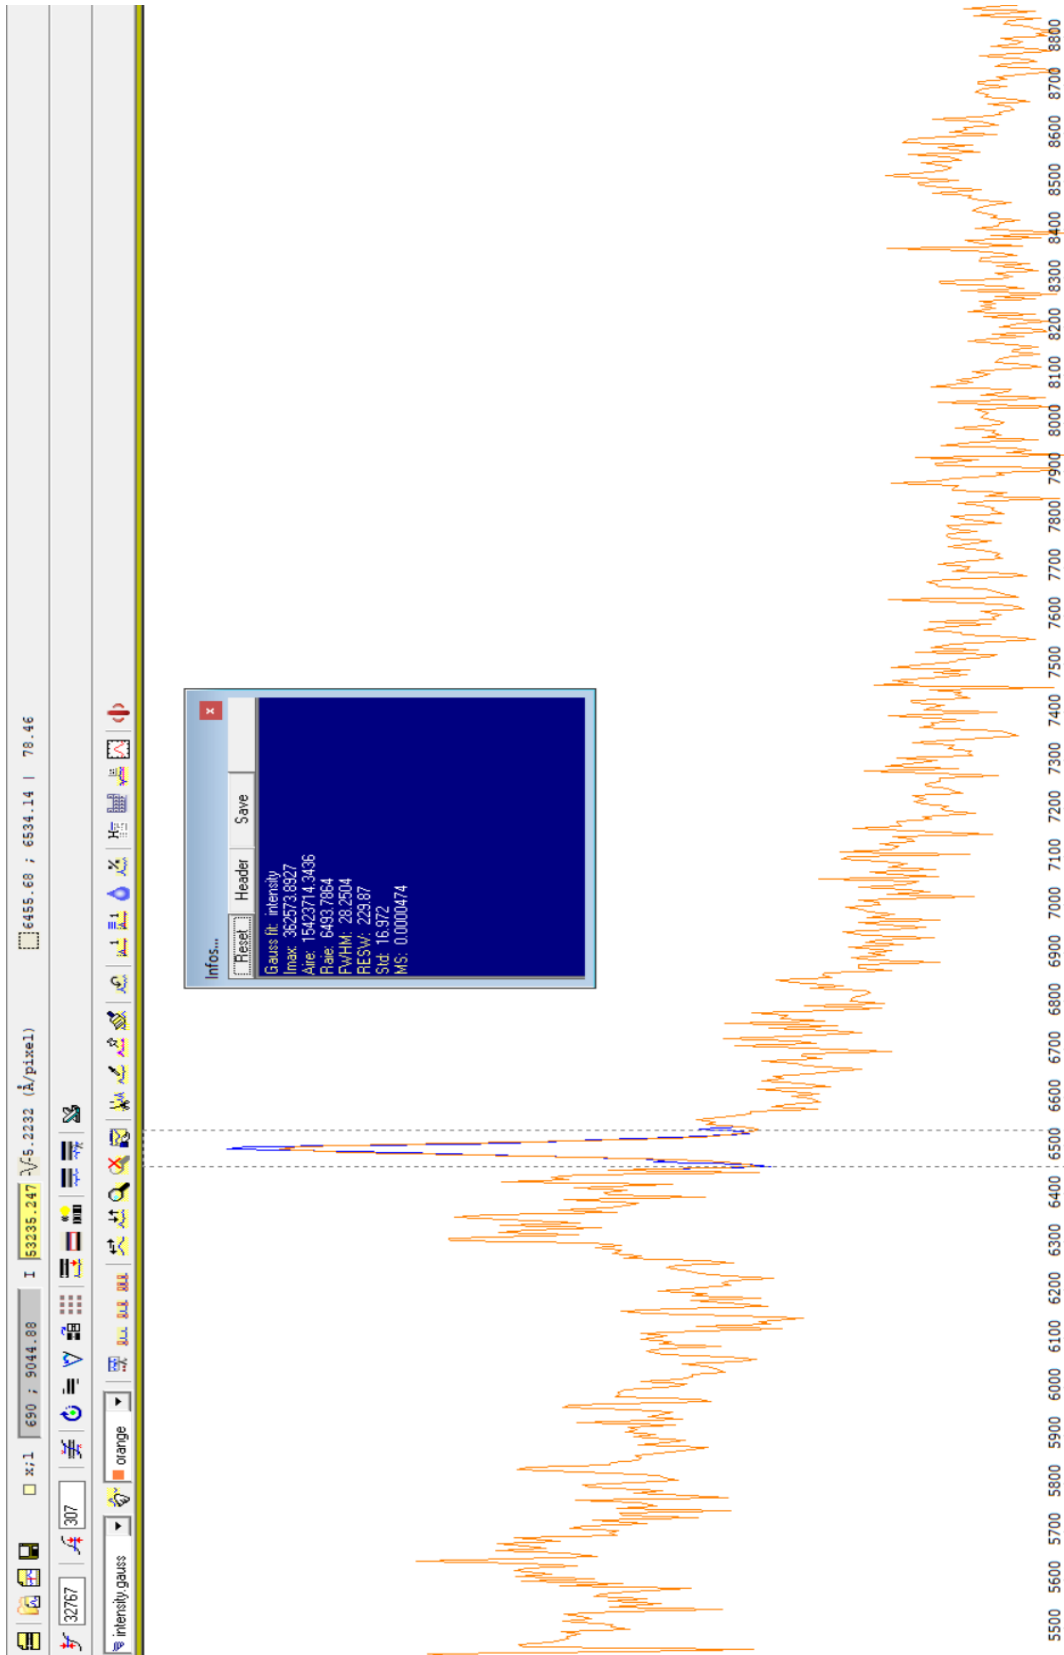 x;1 690 ; 9044.88 I 53235.247 -\/-5.2232 (Å/pixel) 6455.68 ; 6534.14 | 78.46
32767 307
intensity.gauss orange
Infos...
Reset Header Save
Gauss fit: intensity
Imax: 362573.8927
Aire: 15423714.3436
Raie: 6493.7864
FWHM: 28.2504
RESW: 229.87
Std: 16.972
MS: 0.0000474
5500 5600 5700 5800 5900 6000 6100 6200 6300 6400 6500 6600 6700 6800 6900 7000 7100 7200 7300 7400 7500 7600 7700 7800 7900 8000 8100 8200 8300 8400 8500 8600 8700 8800